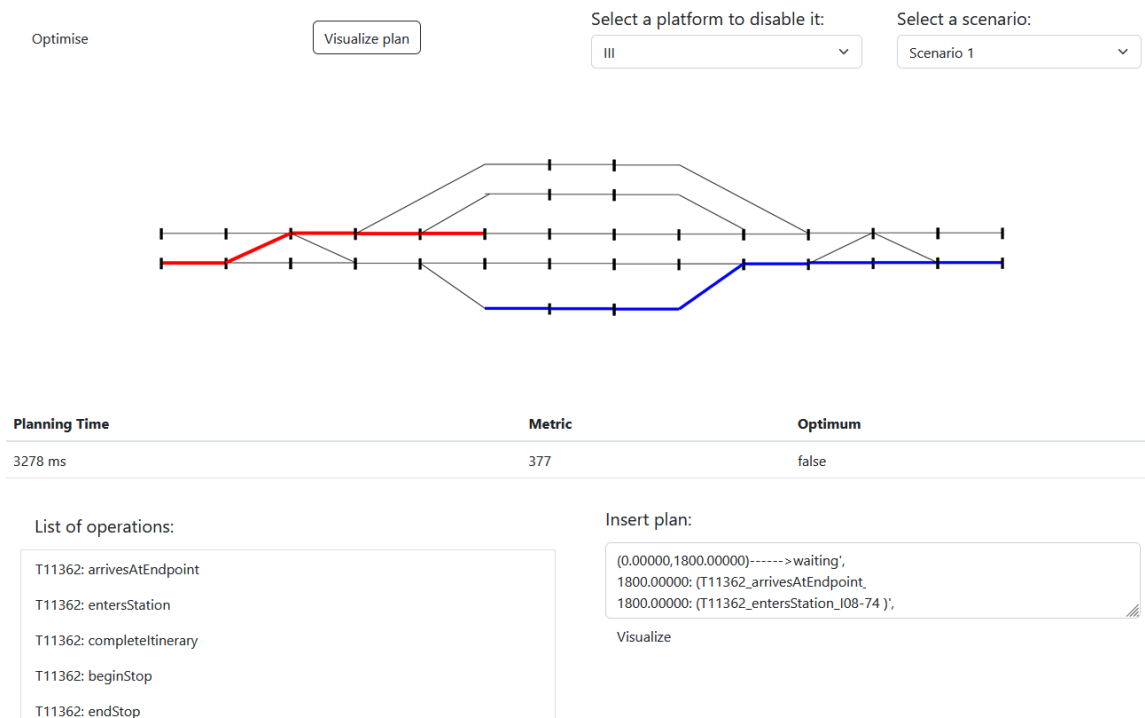 Optimise
Visualize plan
Select a platform to disable it:
III
Select a scenario:
Scenario 1
Planning Time
Metric
Optimum
3278 ms
377
false
List of operations:
T11362: arrivesAtEndpoint
T11362: entersStation
T11362: completeItinerary
T11362: beginStop
T11362: endStop
Insert plan:
(0.00000,1800.00000)------>waiting',
1800.00000: (T11362_arrivesAtEndpoint_
1800.00000: (T11362_entersStation_I08-74 )',
Visualize